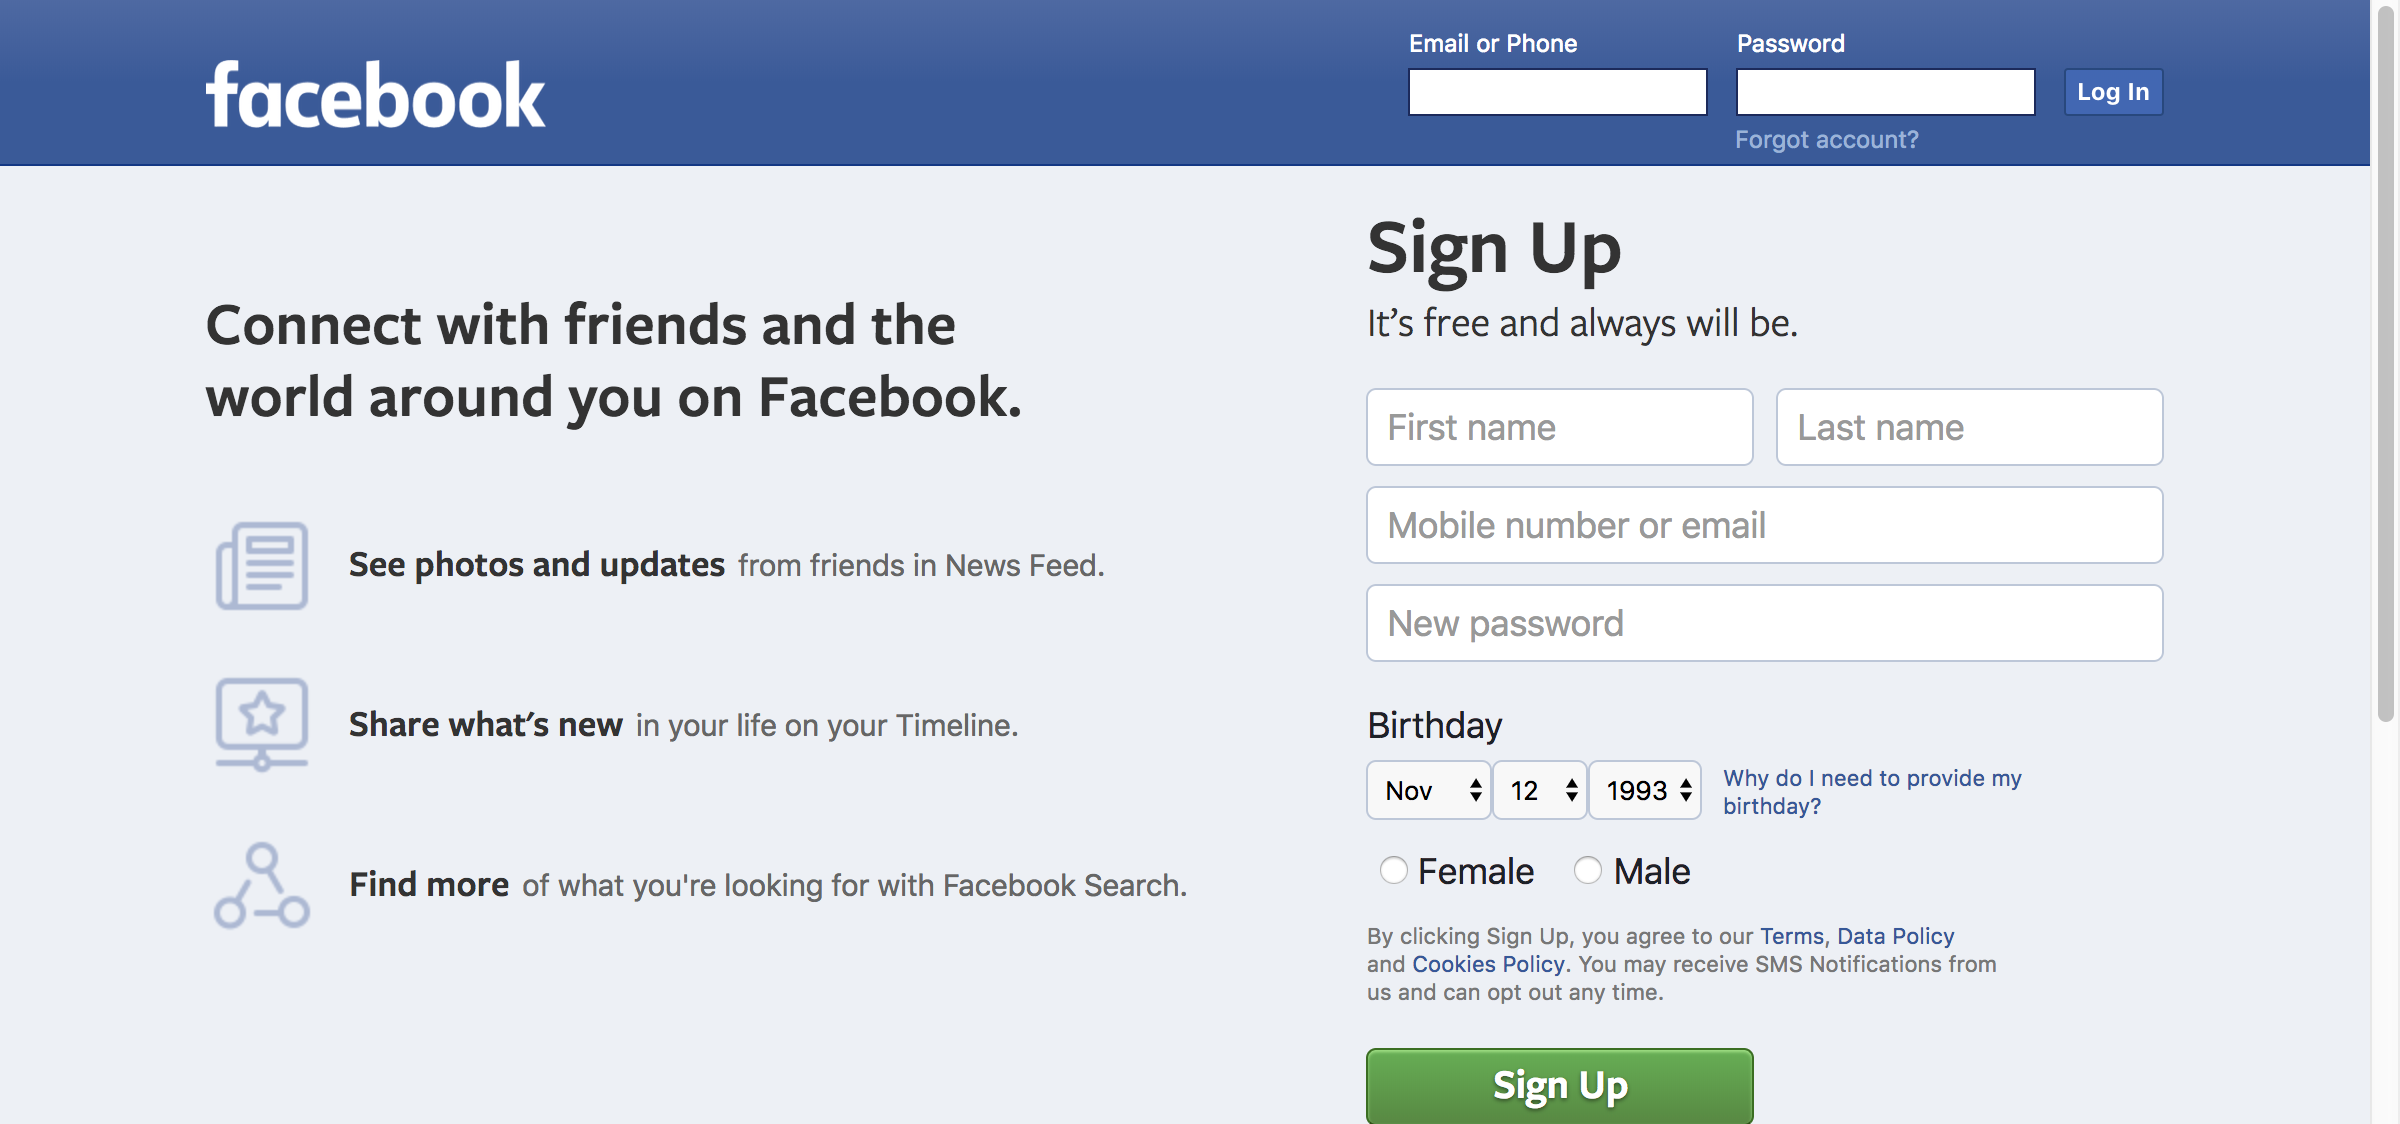 facebook
Email or Phone
Password
Log In
Forgot account?
Connect with friends and the
world around you on Facebook.
See photos and updates from friends in News Feed.
Share what's new in your life on your Timeline.
Find more of what you're looking for with Facebook Search.
Sign Up
It’s free and always will be.
First name
Last name
Mobile number or email
New password
Birthday
Nov 12 1993
Why do I need to provide my
birthday?
Female Male
By clicking Sign Up, you agree to our Terms, Data Policy
and Cookies Policy. You may receive SMS Notifications from
us and can opt out any time.
Sign Up